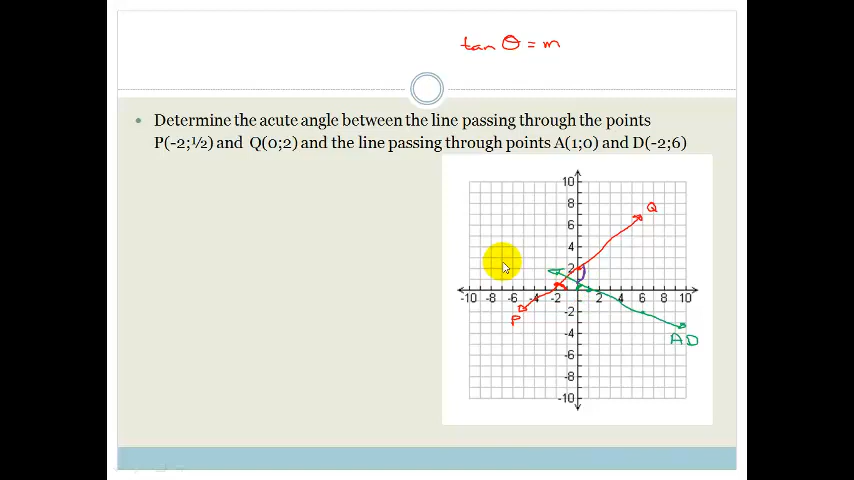 tan θ = m
• Determine the acute angle between the line passing through the points
P(-2;½) and Q(0;2) and the line passing through points A(1;0) and D(-2;6)
10
8
Q
6
4
2
-10 -8 -6 -4 -2 2 4 6 8 10
P
-2
A D
-4
-6
-8
-10